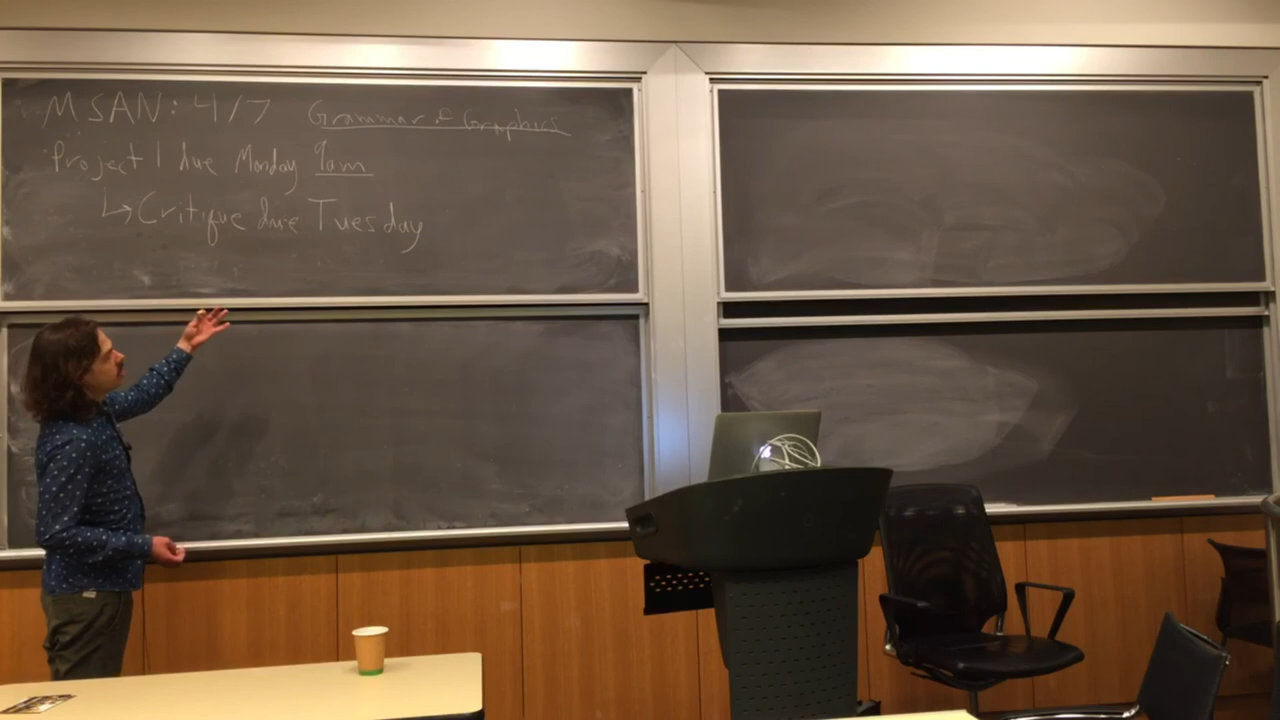 MSAN: 4/7 Grammar of Graphics
Project 1 due Monday 9am
↳ Critique due Tuesday